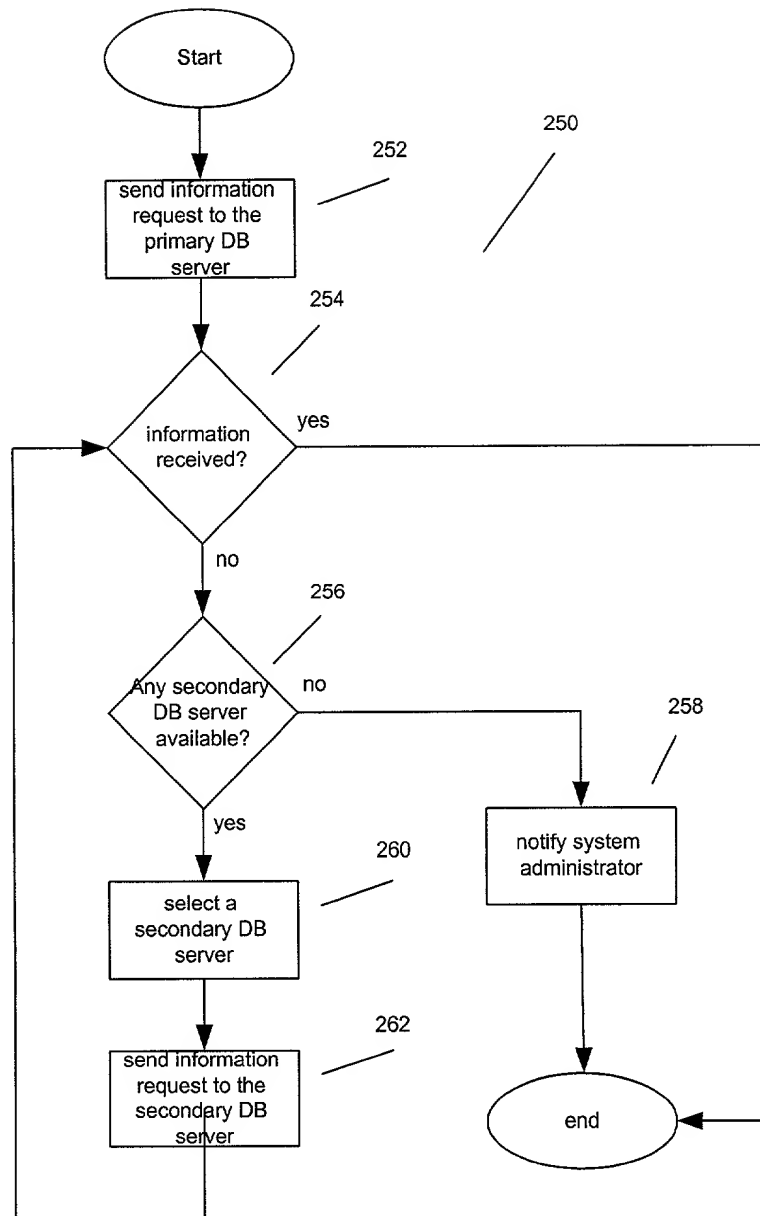 Start
250
252
send information
request to the
primary DB
server
254
information
received?
yes
no
256
Any secondary
DB server
available?
no
258
yes
notify system
administrator
260
select a
secondary DB
server
262
send information
request to the
secondary DB
server
end